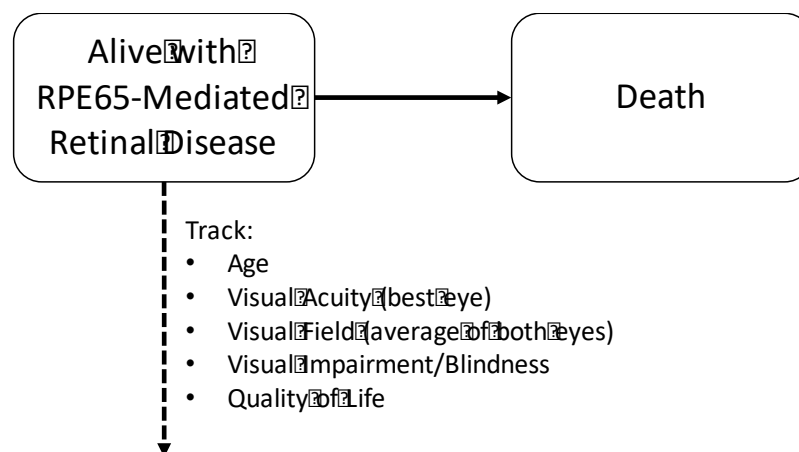 Alive with
RPE65-Mediated
Retinal Disease
Death
Track:
• Age
• Visual Acuity (best eye)
• Visual Field (average of both eyes)
• Visual Impairment/Blindness
• Quality of Life